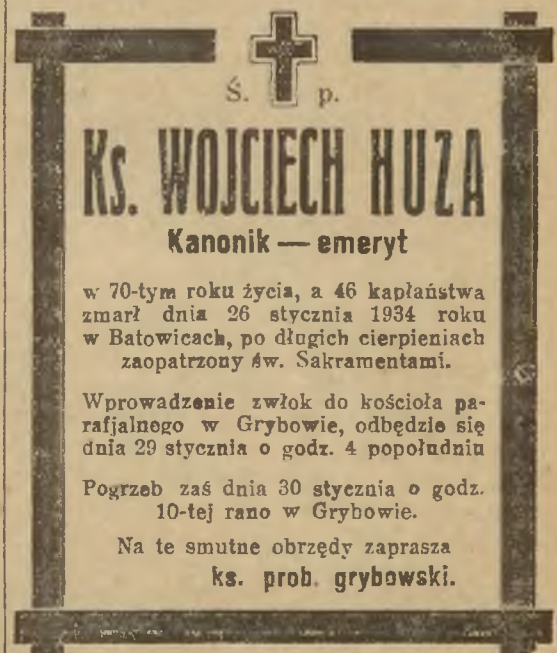 Ś. p.
Ks. WOJCIECH HUZA
Kanonik — emeryt
w 70-tym roku życia, a 46 kapłaństwa
zmarł dnia 26 stycznia 1934 roku
w Batowicach, po długich cierpieniach
zaopatrzony św. Sakramentami.
Wprowadzenie zwłok do kościoła pa-
rafjalnego w Grybowie, odbędzie się
dnia 29 stycznia o godz. 4 popołudniu
Pogrzeb zaś dnia 30 stycznia o godz.
10-tej rano w Grybowie.
Na te smutne obrzędy zaprasza
ks. prob. grybowski.